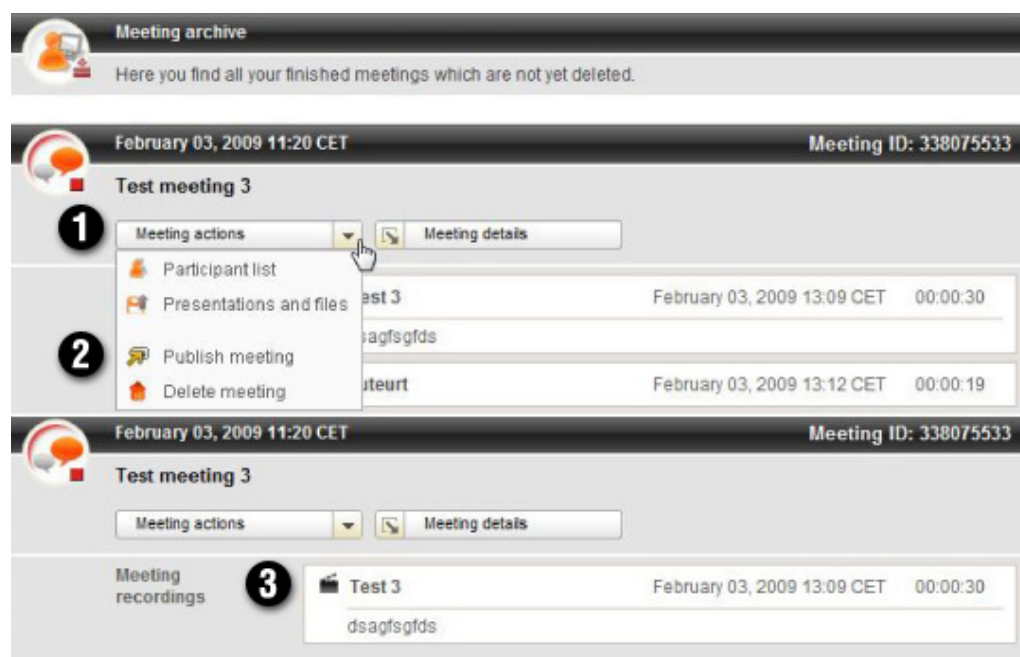 Meeting archive
Here you find all your finished meetings which are not yet deleted.
February 03, 2009 11:20 CET Meeting ID: 338075533
Test meeting 3
1 Meeting actions Meeting details
Participant list
Presentations and files est 3 February 03, 2009 13:09 CET 00:00:30
sagfsgfds
2 Publish meeting
Delete meeting uteurt February 03, 2009 13:12 CET 00:00:19
February 03, 2009 11:20 CET Meeting ID: 338075533
Test meeting 3
Meeting actions Meeting details
Meeting recordings 3 Test 3 February 03, 2009 13:09 CET 00:00:30
dsagfsgfds